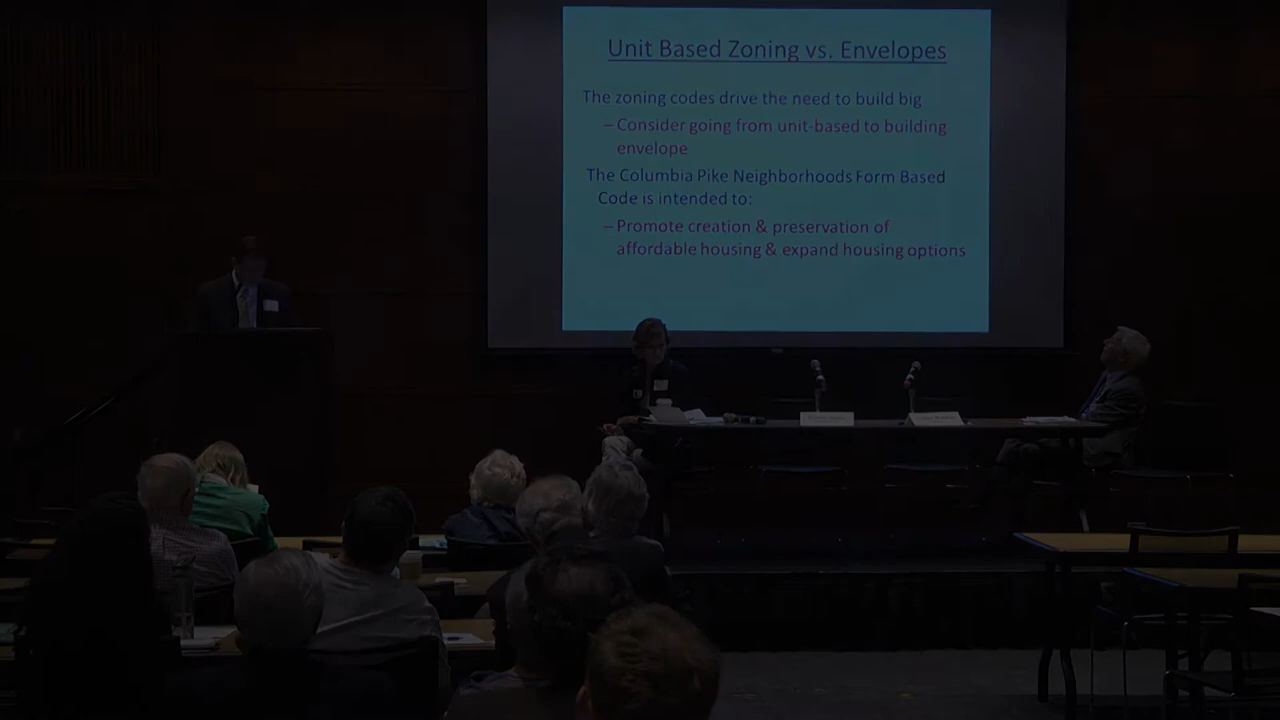 Unit Based Zoning vs. Envelopes
The zoning codes drive the need to build big
– Consider going from unit-based to building
envelope
The Columbia Pike Neighborhoods Form Based
Code is intended to:
– Promote creation & preservation of
affordable housing & expand housing options